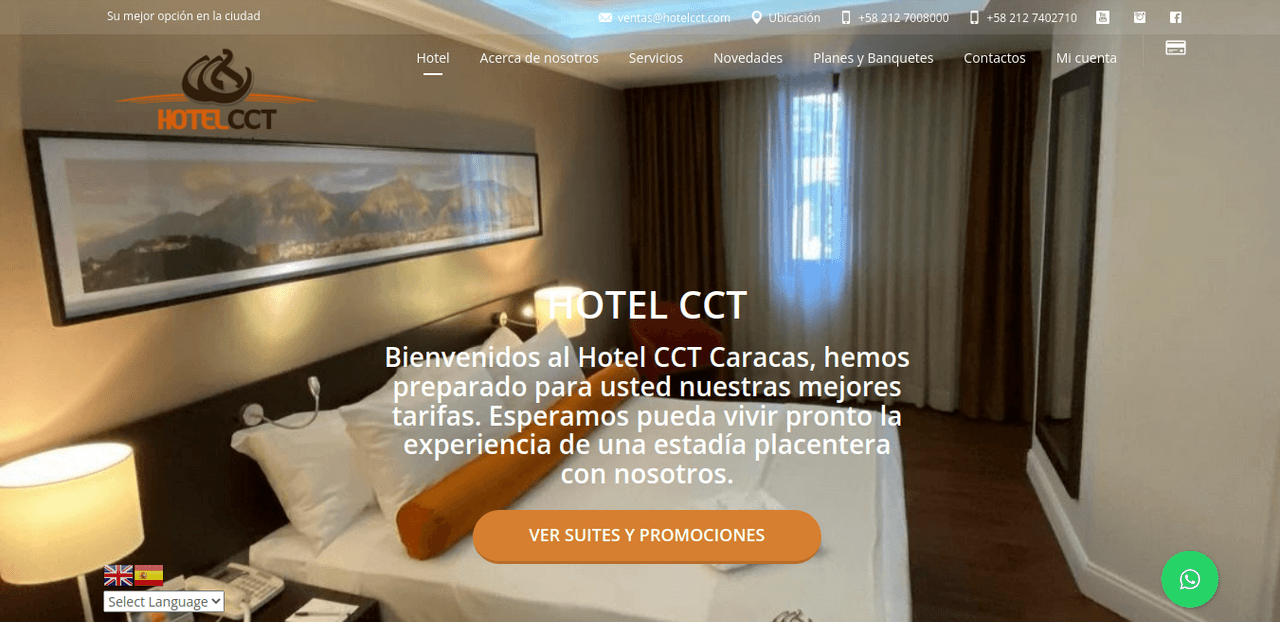 Su mejor opción en la ciudad
ventas@hotelcct.com Ubicación +58 212 7008000 +58 212 7402710
Hotel Acerca de nosotros Servicios Novedades Planes y Banquetes Contactos Mi cuenta
HOTELCCT
HOTEL CCT
Bienvenidos al Hotel CCT Caracas, hemos
preparado para usted nuestras mejores
tarifas. Esperamos pueda vivir pronto la
experiencia de una estadía placentera
con nosotros.
VER SUITES Y PROMOCIONES
Select Language